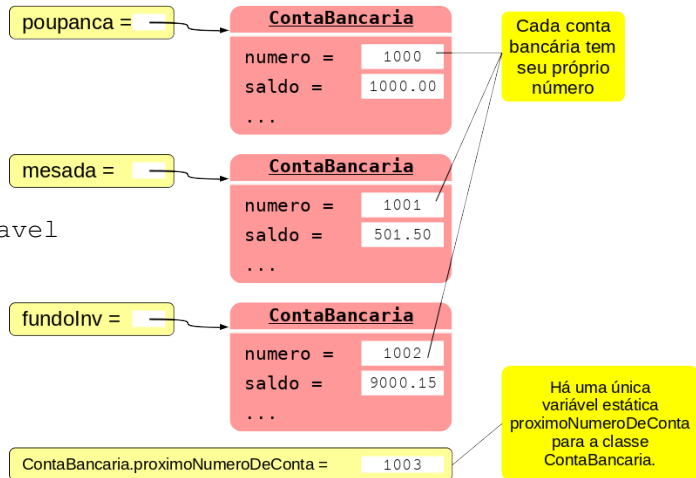 poupanca =
ContaBancaria
numero = 1000
saldo = 1000.00
...
Cada conta
bancária tem
seu próprio
número
mesada =
ContaBancaria
numero = 1001
saldo = 501.50
...
avel
fundoInv =
ContaBancaria
numero = 1002
saldo = 9000.15
...
Há uma única
variável estática
proximoNumeroDeConta
para a classe
ContaBancaria.
ContaBancaria.proximoNumeroDeConta = 1003